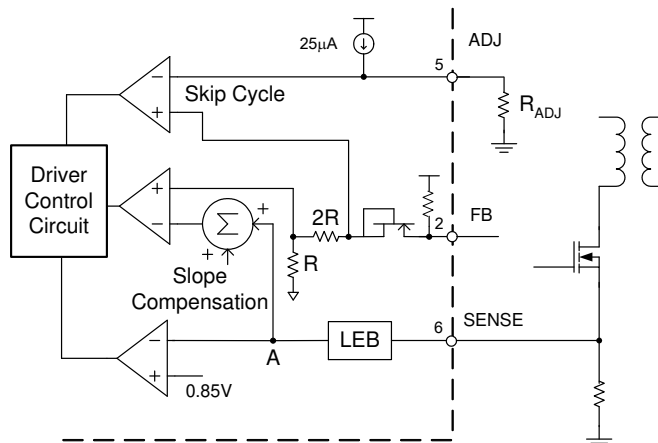 25µA
ADJ
5
−
+
Skip Cycle
R_ADJ
Driver
Control
Circuit
+
−
Σ
+
+
2R
R
2
FB
Slope
Compensation
6
SENSE
−
+
A
LEB
0.85V